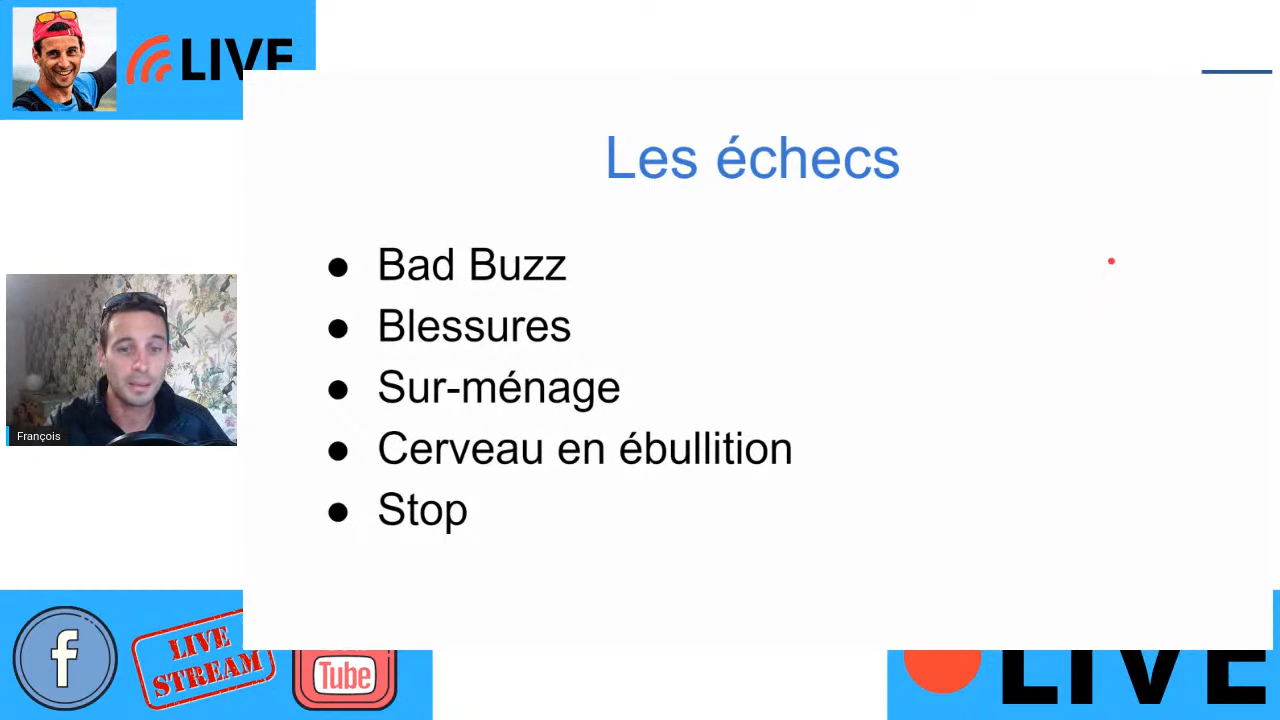 LIVE
Les échecs
● Bad Buzz
● Blessures
● Sur-ménage
● Cerveau en ébullition
● Stop
François
f
LIVE
STREAM
Tube
LIVE